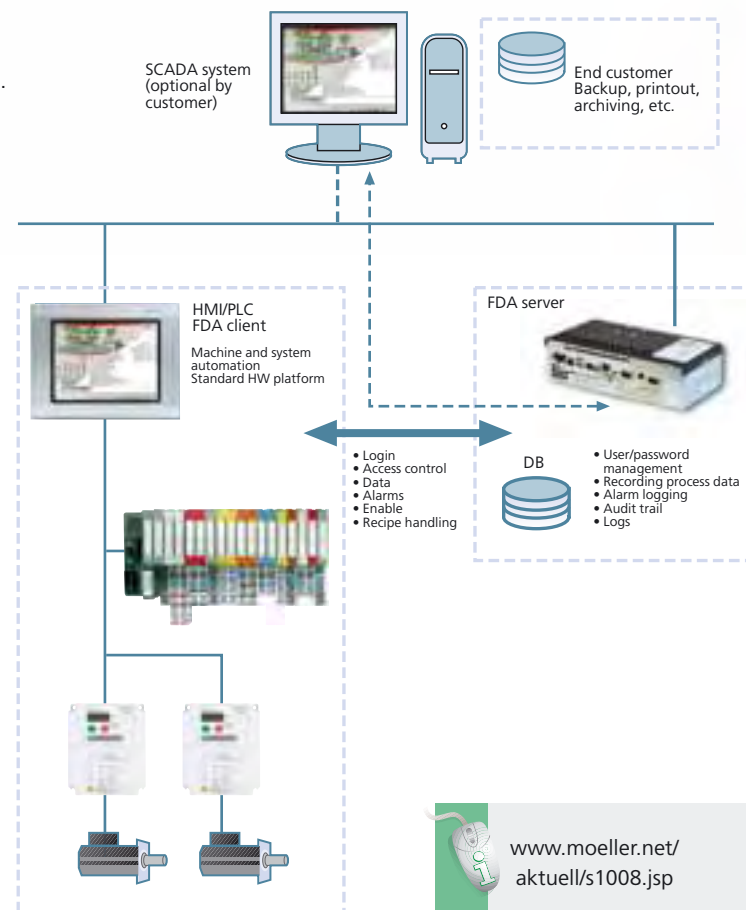 SCADA system
(optional by
customer)
End customer
Backup, printout,
archiving, etc.
.
HMI/PLC
FDA client
Machine and system
automation
Standard HW platform
FDA server
• Login
• Access control
• Data
• Alarms
• Enable
• Recipe handling
DB
• User/password
management
• Recording process data
• Alarm logging
• Audit trail
• Logs
www.moeller.net/
aktuell/s1008.jsp